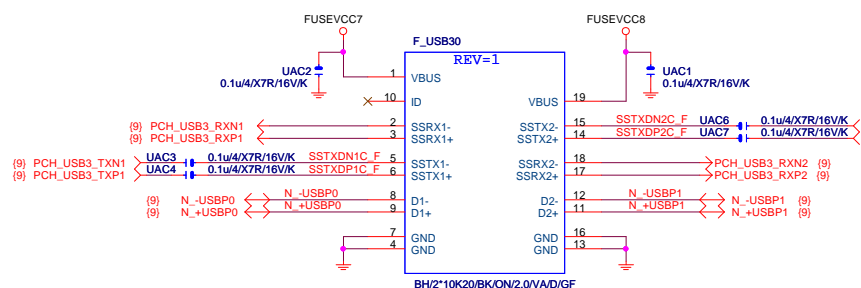 FUSEVCC7 FUSEVCC8
F_USB30
REV=1
UAC2 UAC1
0.1u/4/X7R/16V/K 0.1u/4/X7R/16V/K
1 VBUS
10 ID VBUS 19
{9} PCH_USB3_RXN1 2 SSRX1- SSTX2- 15 SSTXDN2C_F UAC6 0.1u/4/X7R/16V/K
{9} PCH_USB3_RXP1 3 SSRX1+ SSTX2+ 14 SSTXDP2C_F UAC7 0.1u/4/X7R/16V/K
{9} PCH_USB3_TXN1 UAC3 0.1u/4/X7R/16V/K SSTXDN1C_F 5 SSTX1- SSRX2- 18 PCH_USB3_RXN2 {9}
{9} PCH_USB3_TXP1 UAC4 0.1u/4/X7R/16V/K SSTXDP1C_F 6 SSTX1+ SSRX2+ 17 PCH_USB3_RXP2 {9}
{9} N_-USBP0 N_-USBP0 8 D1- D2- 12 N_-USBP1 N_-USBP1 {9}
{9} N_+USBP0 N_+USBP0 9 D1+ D2+ 11 N_+USBP1 N_+USBP1 {9}
7 GND GND 16
4 GND GND 13
BH/2*10K20/BK/ON/2.0/VA/D/GF